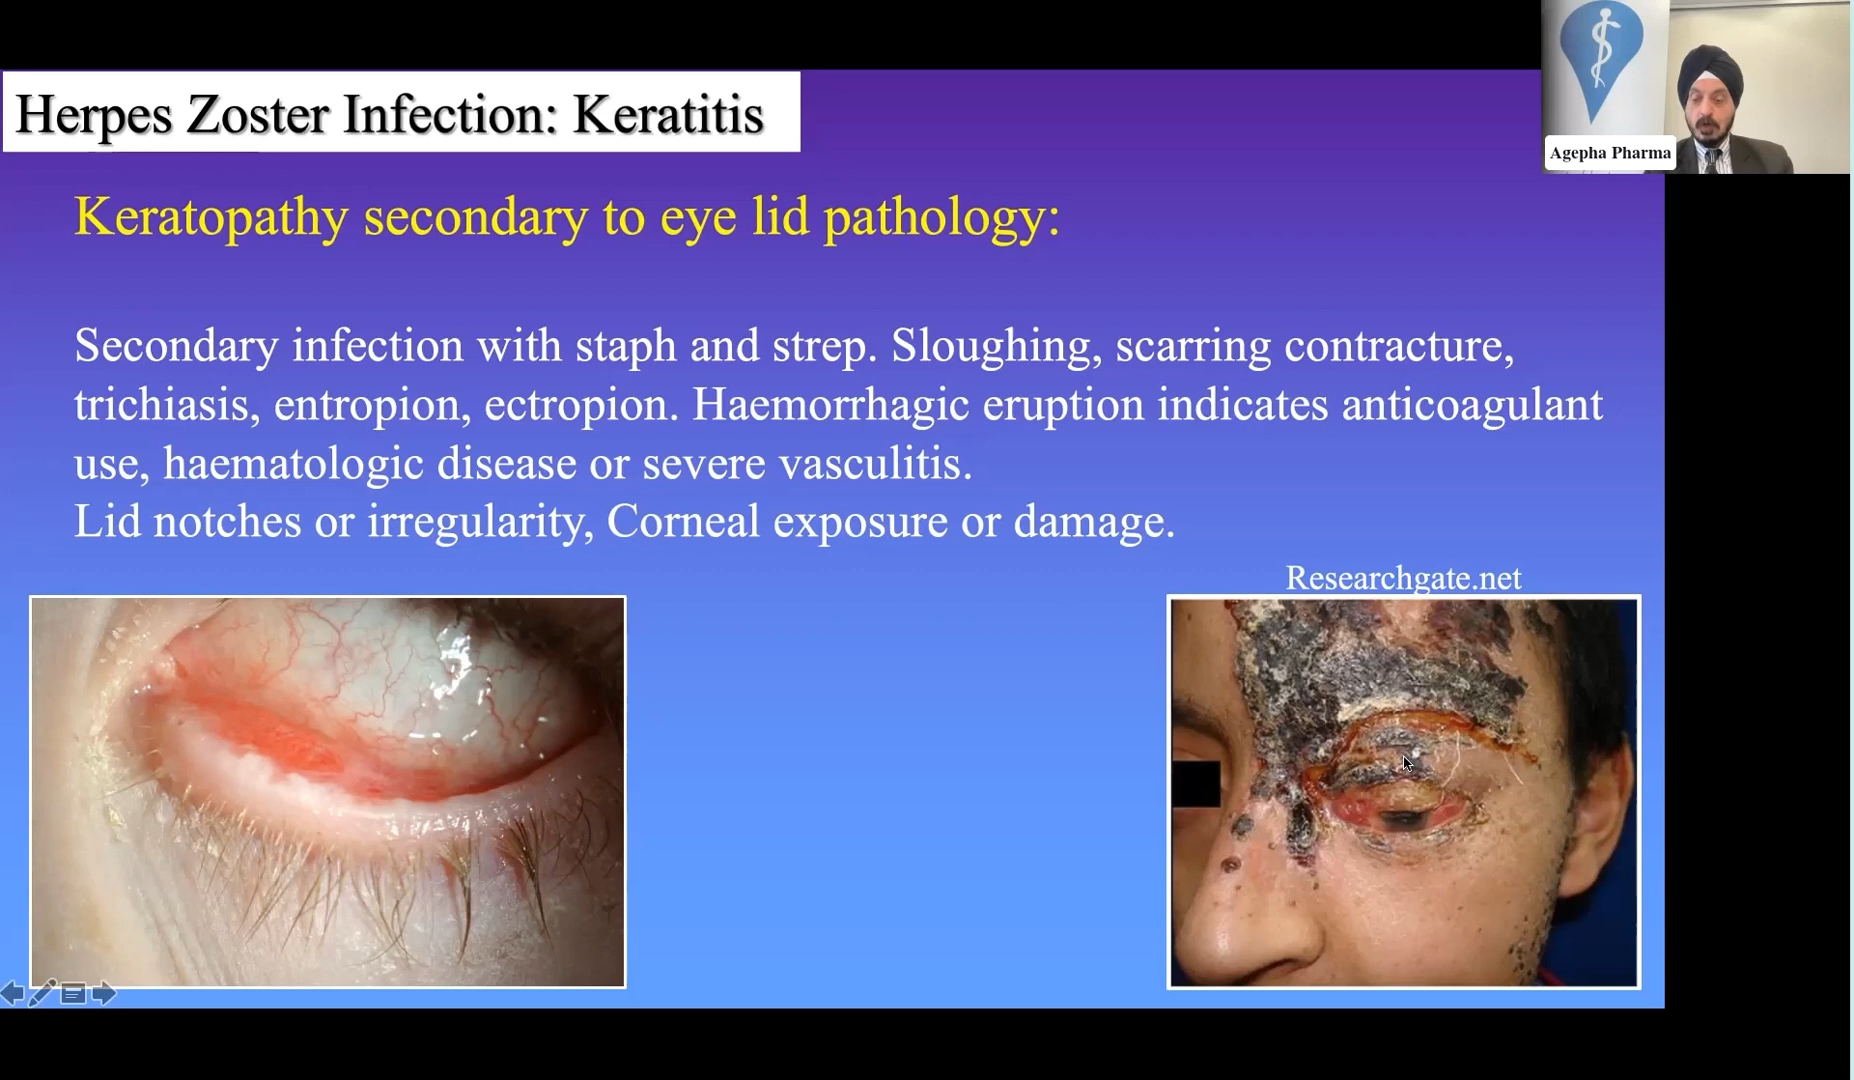 Herpes Zoster Infection: Keratitis
Agepha Pharma
Keratopathy secondary to eye lid pathology:
Secondary infection with staph and strep. Sloughing, scarring contracture,
trichiasis, entropion, ectropion. Haemorrhagic eruption indicates anticoagulant
use, haematologic disease or severe vasculitis.
Lid notches or irregularity, Corneal exposure or damage.
Researchgate.net